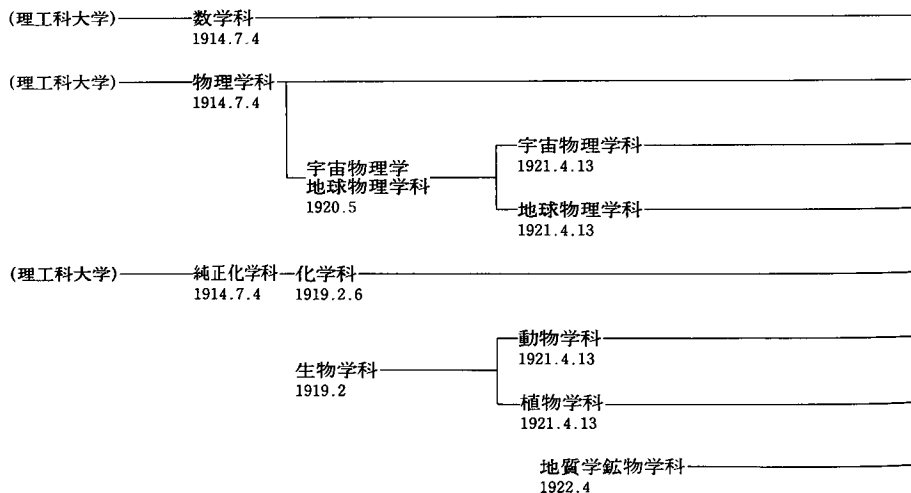 (理工科大学) 数学科
1914.7.4
(理工科大学) 物理学科
1914.7.4
宇宙物理学
地球物理学科
1920.5
宇宙物理学科
1921.4.13
地球物理学科
1921.4.13
(理工科大学) 純正化学科 化学科
1914.7.4 1919.2.6
生物学科
1919.2
動物学科
1921.4.13
植物学科
1921.4.13
地質学鉱物学科
1922.4